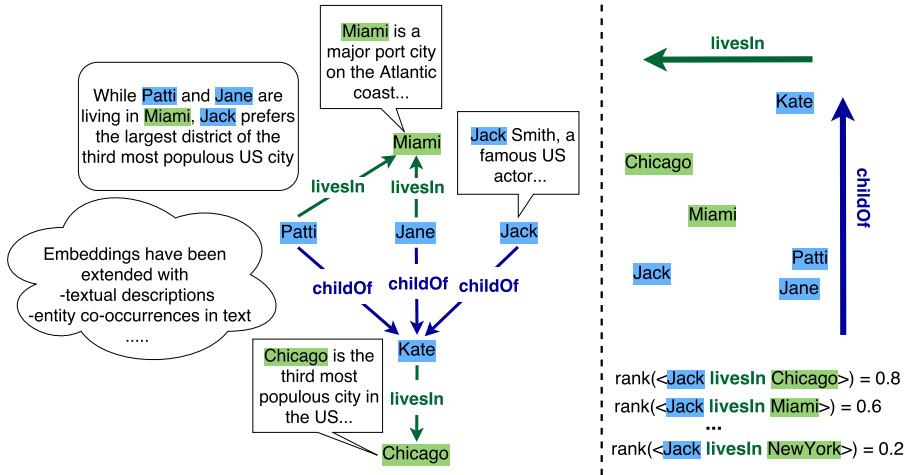 While Patti and Jane are
living in Miami, Jack prefers
the largest district of the
third most populous US city
Miami is a
major port city
on the Atlantic
coast...
Jack Smith, a
famous US
actor...
Miami
livesIn
livesIn
Patti
Jane
Jack
Embeddings have been
extended with
-textual descriptions
-entity co-occurrences in text
.....
childOf
childOf
childOf
Kate
Chicago is the
third most
populous city in
the US...
livesIn
Chicago
livesIn
Kate
childOf
Chicago
Miami
Patti
Jack
Jane
rank(<Jack livesIn Chicago>) = 0.8
rank(<Jack livesIn Miami>) = 0.6
...
rank(<Jack livesIn NewYork>) = 0.2